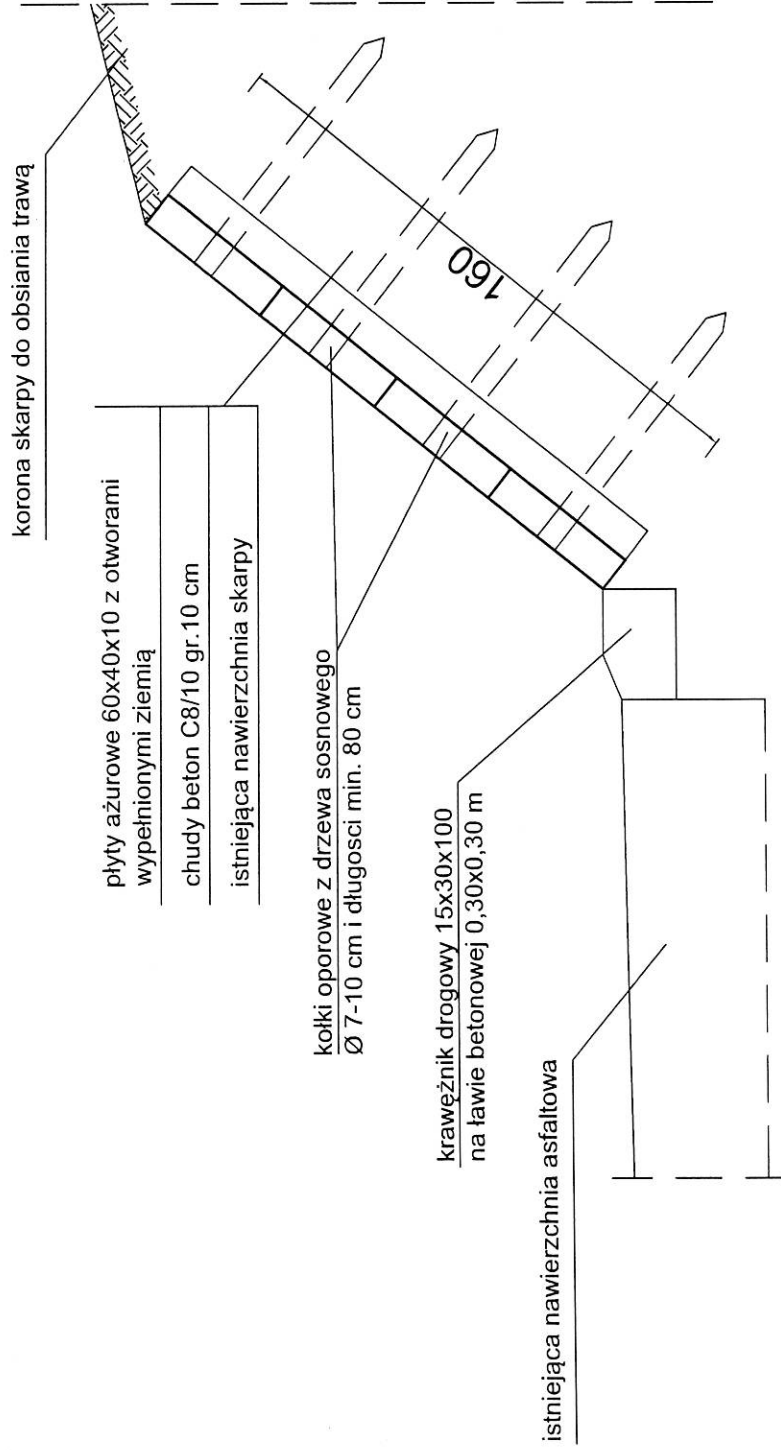 korona skarpy do obsiania trawą
płyty ażurowe 60x40x10 z otworami
wypełnionymi ziemią
chudy beton C8/10 gr.10 cm
istniejąca nawierzchnia skarpy
kołki oporowe z drzewa sosnowego
Ø 7-10 cm i długosci min. 80 cm
160
krawężnik drogowy 15x30x100
na ławie betonowej 0,30x0,30 m
istniejąca nawierzchnia asfaltowa